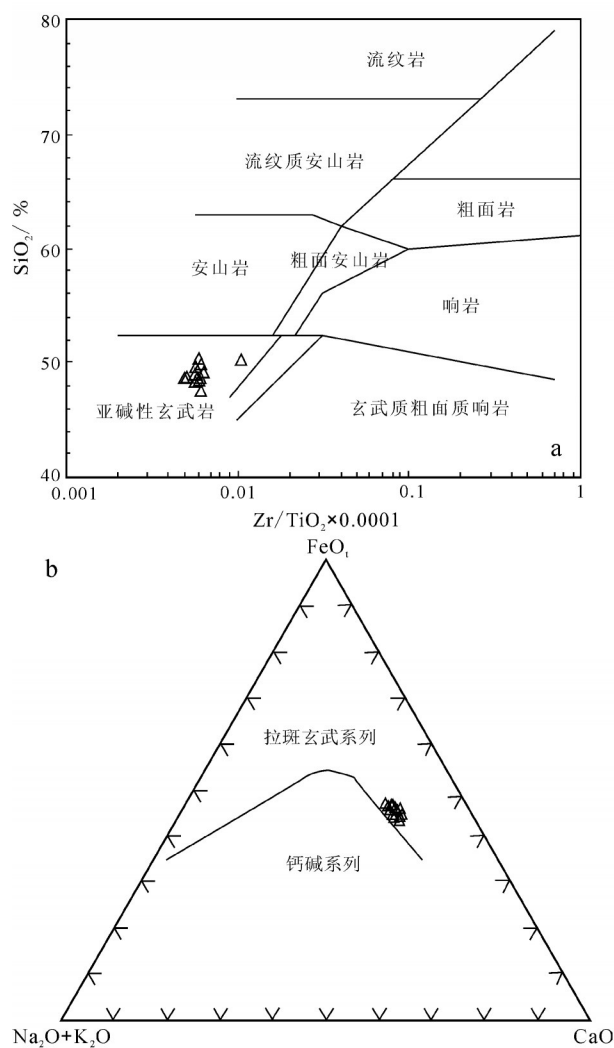 80
流纹岩
70
流纹质安山岩
粗面岩
SiO₂/ %
60
安山岩
粗面安山岩
响岩
50
亚碱性玄武岩
玄武质粗面质响岩
a
40
0.001
0.01
0.1
1
Zr/TiO₂×0.0001
b
FeOₜ
拉斑玄武系列
钙碱系列
Na₂O+K₂O
CaO